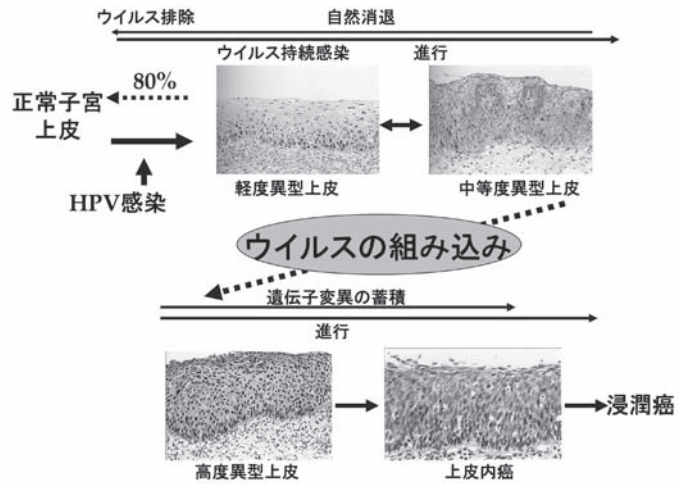 ウイルス排除
自然消退
ウイルス持続感染
進行
80%
正常子宮
上皮
HPV感染
軽度異型上皮
中等度異型上皮
ウイルスの組み込み
遺伝子変異の蓄積
進行
浸潤癌
高度異型上皮
上皮内癌